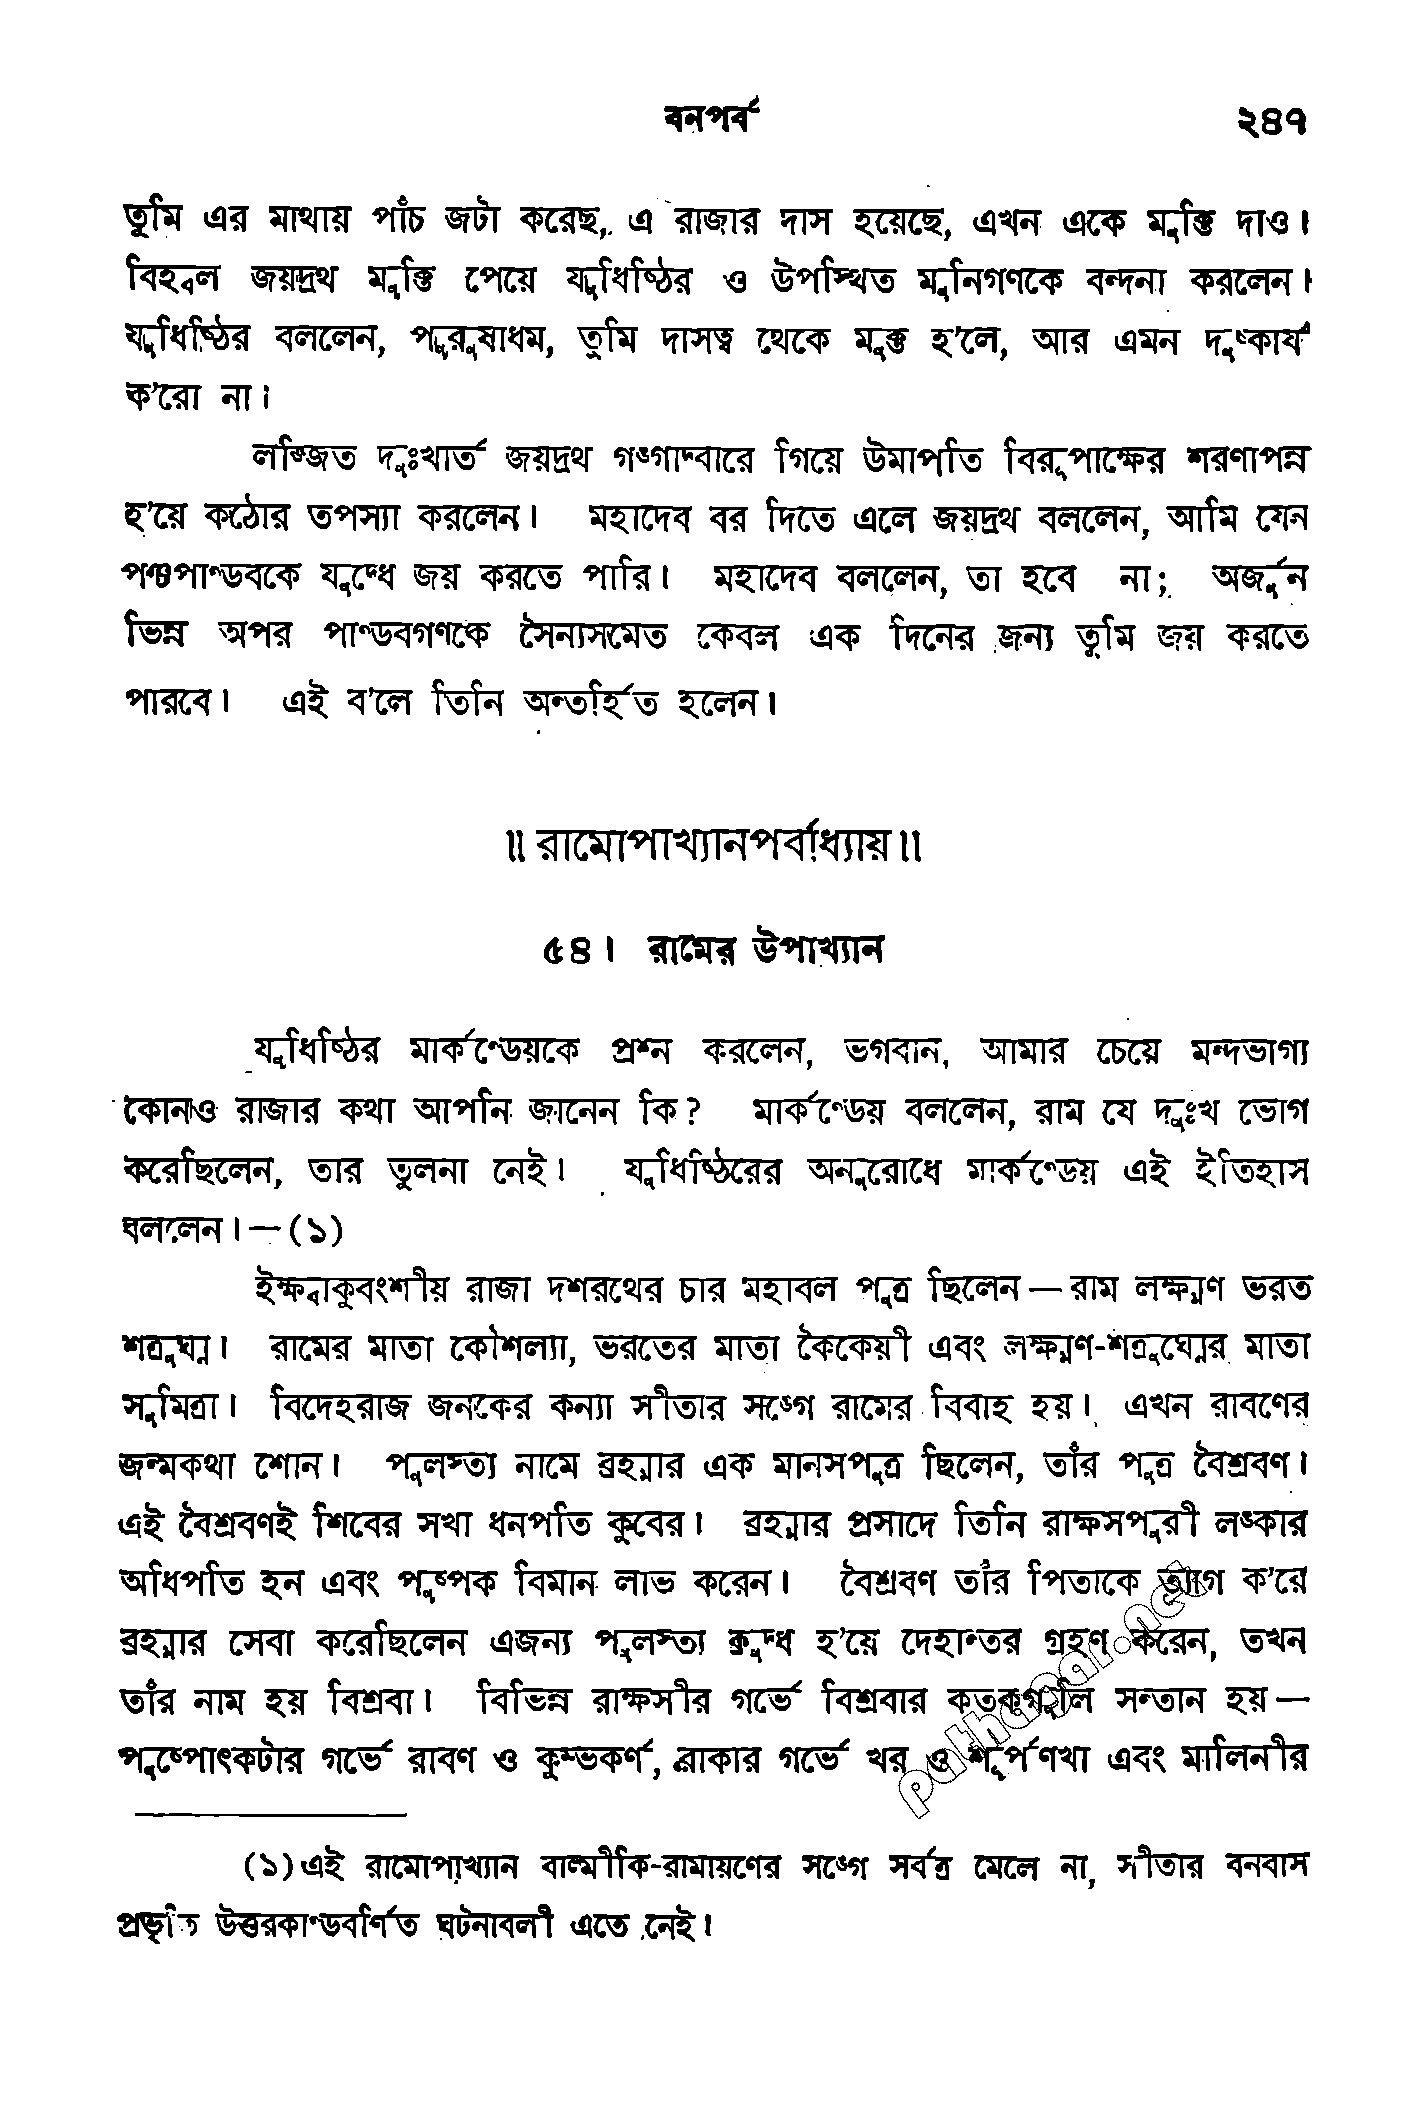 বনপর্ব ২৪৭
তুমি এর মাথায় পাঁচ জটা করেছ, এ রাজার দাস হয়েছে, এখন একে মুক্তি দাও।
বিহ্বল জয়দ্রথ মুক্তি পেয়ে যুধিষ্ঠির ও উপস্থিত মুনিগণকে বন্দনা করলেন।
যুধিষ্ঠির বললেন, পুরুষাধম, তুমি দাসত্ব থেকে মুক্ত হ'লে, আর এমন দুষ্কার্য
ক'রো না।
লজ্জিত দুঃখার্ত জয়দ্রথ গঙ্গাদ্বারে গিয়ে উমাপতি বিরূপাক্ষের শরণাপন্ন
হ'য়ে কঠোর তপস্যা করলেন। মহাদেব বর দিতে এলে জয়দ্রথ বললেন, আমি যেন
পঞ্চপাণ্ডবকে যুদ্ধে জয় করতে পারি। মহাদেব বললেন, তা হবে না; অর্জুন
ভিন্ন অপর পাণ্ডবগণকে সৈন্যসমেত কেবল এক দিনের জন্য তুমি জয় করতে
পারবে। এই ব'লে তিনি অন্তর্হিত হলেন।
॥ রামোপাখ্যানপর্বাধ্যায় ॥
৫৪। রামের উপাখ্যান
যুধিষ্ঠির মার্কণ্ডেয়কে প্রশ্ন করলেন, ভগবান, আমার চেয়ে মন্দভাগ্য
কোনও রাজার কথা আপনি জানেন কি? মার্কণ্ডেয় বললেন, রাম যে দুঃখ ভোগ
করেছিলেন, তার তুলনা নেই। যুধিষ্ঠিরের অনুরোধে মার্কণ্ডেয় এই ইতিহাস
বললেন।—(১)
ইক্ষ্বাকুবংশীয় রাজা দশরথের চার মহাবল পুত্র ছিলেন—রাম লক্ষ্মণ ভরত
শত্রুঘ্ন। রামের মাতা কৌশল্যা, ভরতের মাতা কৈকেয়ী এবং লক্ষ্মণ-শত্রুঘ্নের মাতা
সুমিত্রা। বিদেহরাজ জনকের কন্যা সীতার সঙ্গে রামের বিবাহ হয়। এখন রাবণের
জন্মকথা শোন। পুলস্ত্য নামে ব্রহ্মার এক মানসপুত্র ছিলেন, তাঁর পুত্র বৈশ্রবণ।
এই বৈশ্রবণই শিবের সখা ধনপতি কুবের। ব্রহ্মার প্রসাদে তিনি রাক্ষসপুরী লঙ্কার
অধিপতি হন এবং পুষ্পক বিমান লাভ করেন। বৈশ্রবণ তাঁর পিতাকে ত্যাগ ক'রে
ব্রহ্মার সেবা করেছিলেন এজন্য পুলস্ত্য ক্রুদ্ধ হ'য়ে দেহান্তর গ্রহণ করেন, তখন
তাঁর নাম হয় বিশ্রবা। বিভিন্ন রাক্ষসীর গর্ভে বিশ্রবার কতকগুলি সন্তান হয়—
পুষ্পোৎকটার গর্ভে রাবণ ও কুম্ভকর্ণ, রাকার গর্ভে খর ও শূর্পণখা এবং মালিনীর
pathagar.net
(১) এই রামোপাখ্যান বাল্মীকি-রামায়ণের সঙ্গে সর্বত্র মেলে না, সীতার বনবাস
প্রভৃতি উত্তরকাণ্ডবর্ণিত ঘটনাবলী এতে নেই।